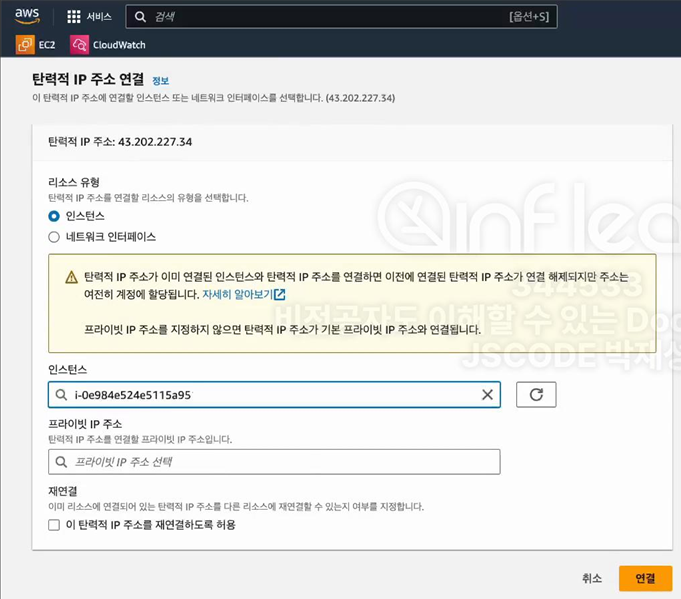 aws
서비스
검색
[옵션+S]
EC2
CloudWatch
탄력적 IP 주소 연결 정보
이 탄력적 IP 주소에 연결할 인스턴스 또는 네트워크 인터페이스를 선택합니다. (43.202.227.34)
탄력적 IP 주소: 43.202.227.34
리소스 유형
탄력적 IP 주소를 연결할 리소스의 유형을 선택합니다.
인스턴스
네트워크 인터페이스
탄력적 IP 주소가 이미 연결된 인스턴스와 탄력적 IP 주소를 연결하면 이전에 연결된 탄력적 IP 주소가 연결 해제되지만 주소는
여전히 계정에 할당됩니다. 자세히 알아보기
프라이빗 IP 주소를 지정하지 않으면 탄력적 IP 주소가 기본 프라이빗 IP 주소와 연결됩니다.
inflea
344533
비전공자도 이해할 수 있는 Doc
JSCODE 박재성
인스턴스
i-0e984e524e5115a95
프라이빗 IP 주소
탄력적 IP 주소를 연결할 프라이빗 IP 주소입니다.
프라이빗 IP 주소 선택
재연결
이미 리소스에 연결되어 있는 탄력적 IP 주소를 다른 리소스에 재연결할 수 있는지 여부를 지정합니다.
이 탄력적 IP 주소를 재연결하도록 허용
취소
연결